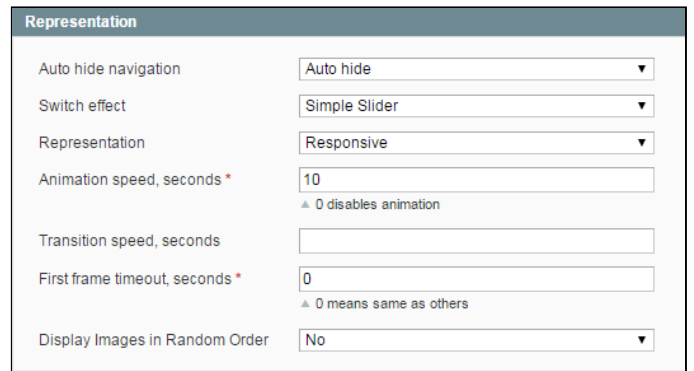 Representation
Auto hide navigation Auto hide
Switch effect Simple Slider
Representation Responsive
Animation speed, seconds * 10
0 disables animation
Transition speed, seconds
First frame timeout, seconds * 0
0 means same as others
Display Images in Random Order No